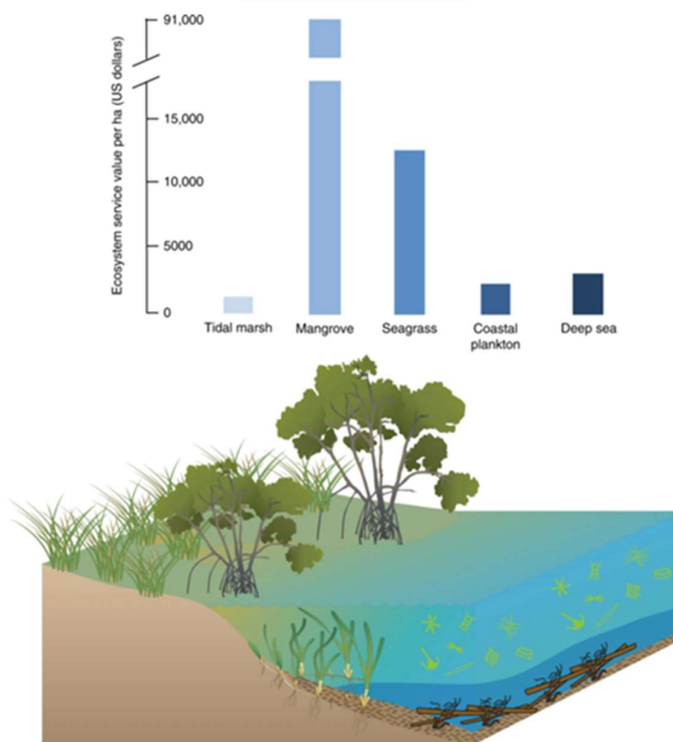 Ecosystem service value per ha (US dollars)
91,000
15,000
10,000
5000
0
Tidal marsh
Mangrove
Seagrass
Coastal
plankton
Deep sea